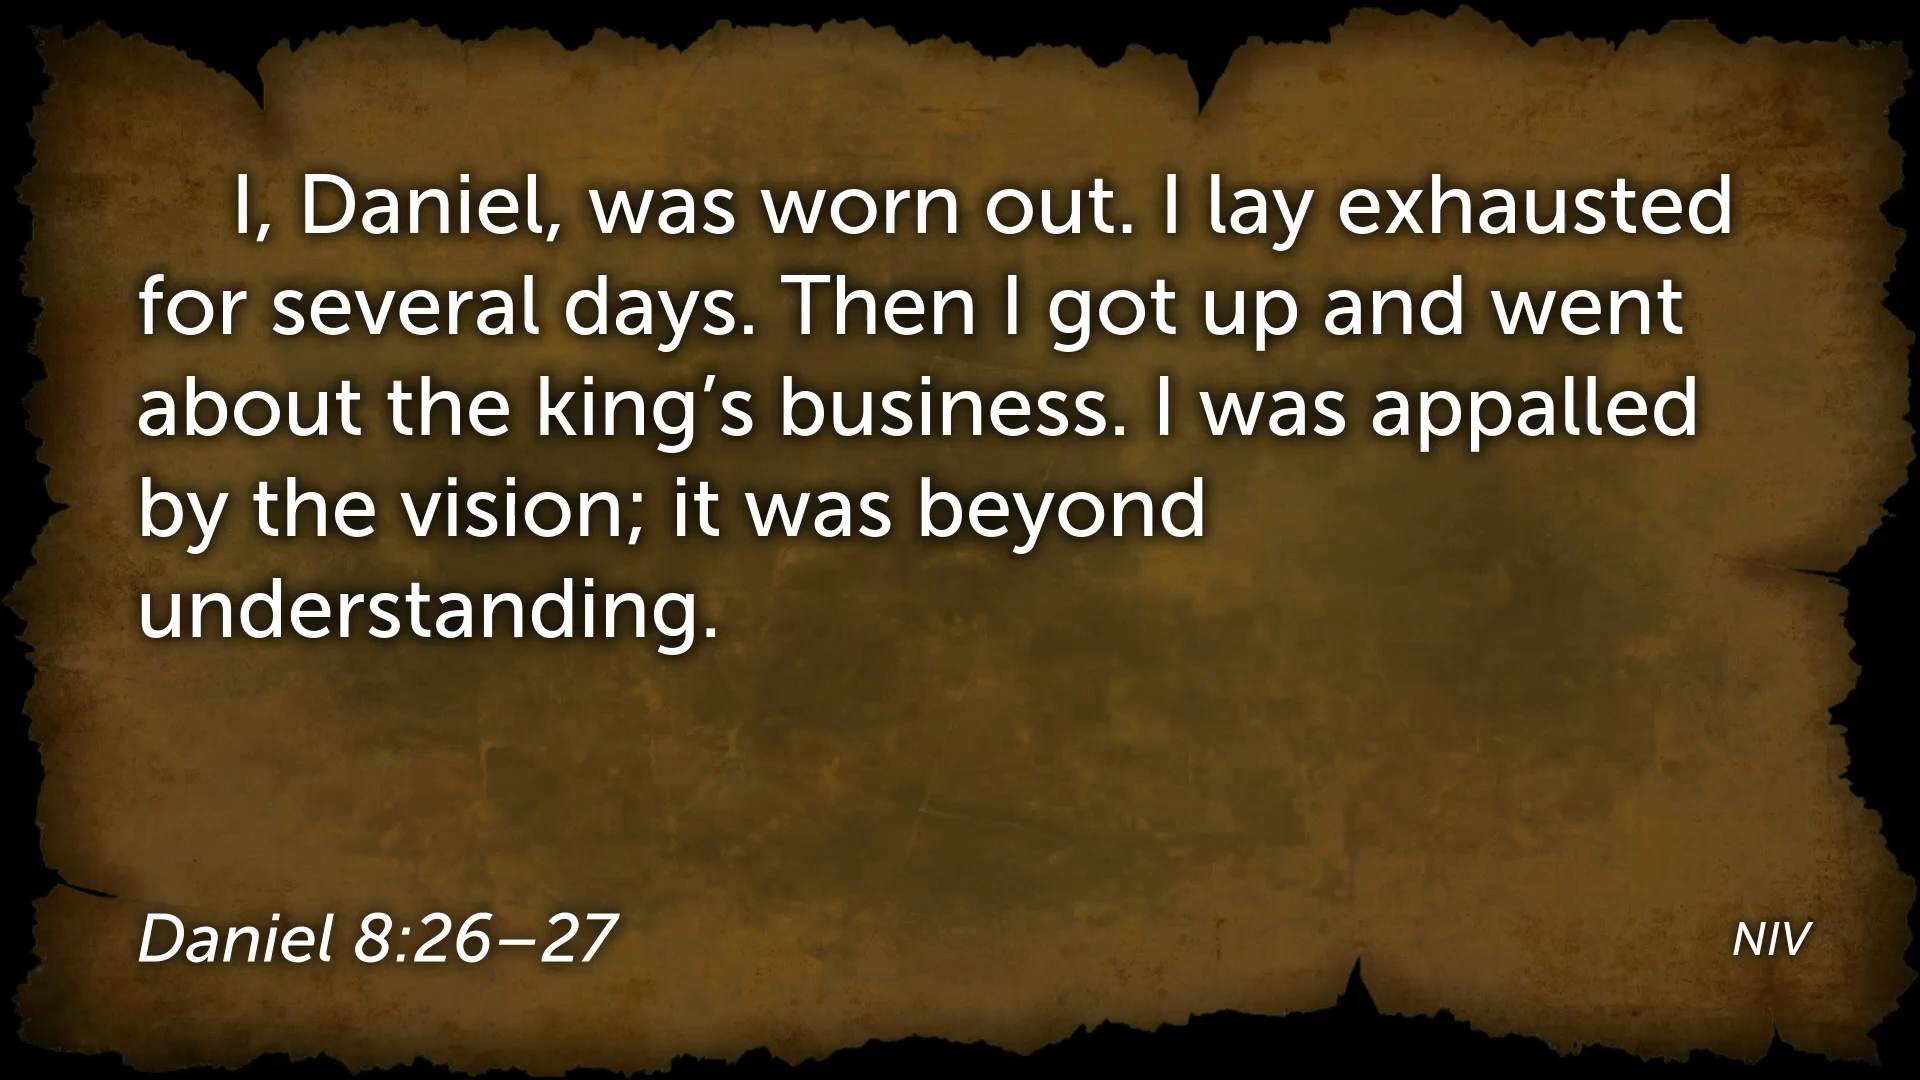 I, Daniel, was worn out. I lay exhausted
for several days. Then I got up and went
about the king’s business. I was appalled
by the vision; it was beyond
understanding.
Daniel 8:26–27
NIV